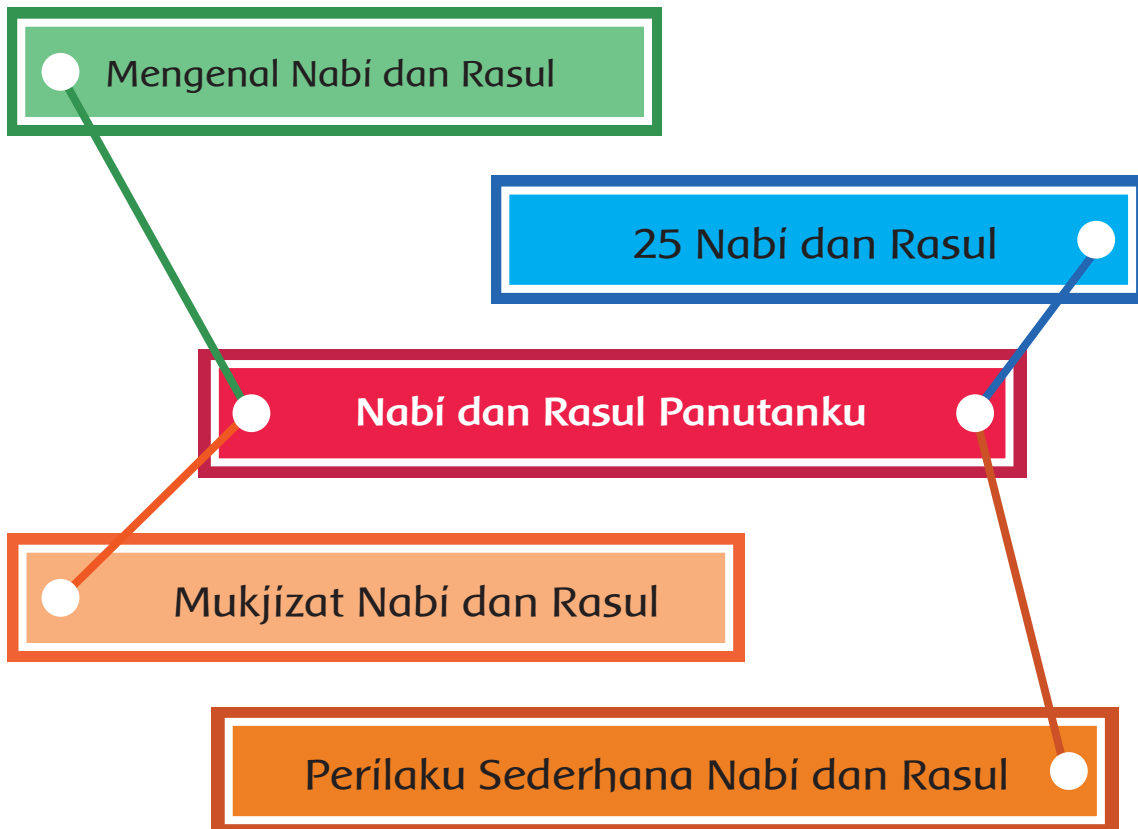 Mengenal Nabi dan Rasul
25 Nabi dan Rasul
Nabi dan Rasul Panutanku
Mukjizat Nabi dan Rasul
Perilaku Sederhana Nabi dan Rasul